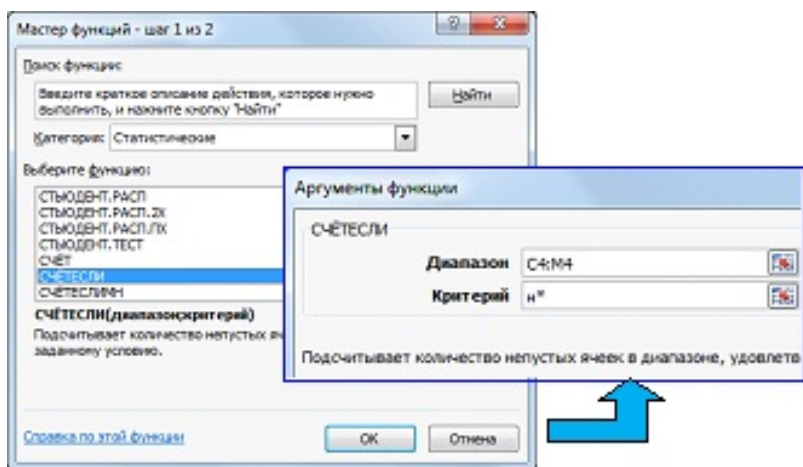 Мастер функций - шаг 1 из 2
Поиск функции:
Введите краткое описание действия, которое нужно
выполнить, и нажмите кнопку "Найти"
Найти
Категория: Статистические
Выберите функцию:
СТЬЮДЕНТ.РАСП
СТЬЮДЕНТ.РАСП.2Х
СТЬЮДЕНТ.РАСП.ПХ
СТЬЮДЕНТ.ТЕСТ
СЧЁТ
СЧЁТЕСЛИ
СЧЁТЕСЛИМН
СЧЁТЕСЛИ(диапазон;критерий)
Подсчитывает количество непустых яч
заданному условию.
Справка по этой функции
ОК
Отмена
Аргументы функции
СЧЁТЕСЛИ
Диапазон C4:M4
Критерий н*
Подсчитывает количество непустых ячеек в диапазоне, удовлетв